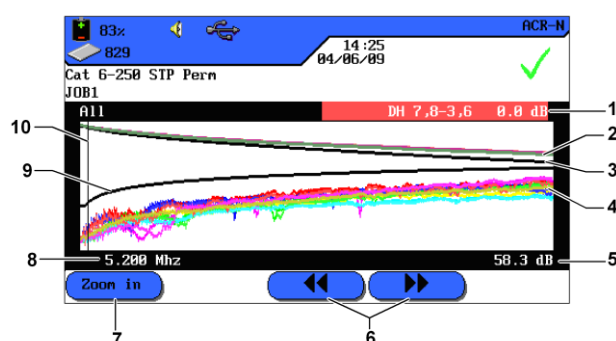 83% ACR-N
829
14:25
04/06/09
Cat 6-250 STP Perm
JOB1
All DH 7,8-3,6 0.0 dB
1
2
3
4
10
9
8 5.200 Mhz 58.3 dB 5
Zoom in
7 6